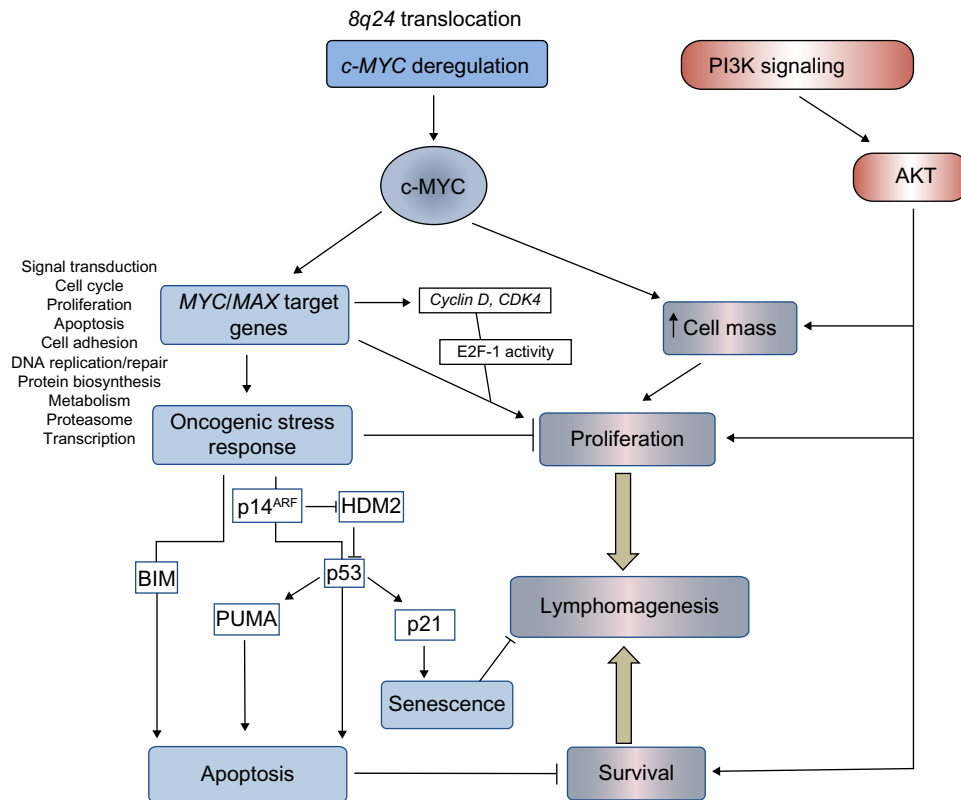 8q24 translocation
c-MYC deregulation
PI3K signaling
c-MYC
AKT
Signal transduction
Cell cycle
Proliferation
Apoptosis
Cell adhesion
DNA replication/repair
Protein biosynthesis
Metabolism
Proteasome
Transcription
MYC/MAX target
genes
Cyclin D, CDK4
E2F-1 activity
Cell mass
Oncogenic stress
response
Proliferation
p14ARF
HDM2
BIM
p53
PUMA
p21
Lymphomagenesis
Senescence
Apoptosis
Survival